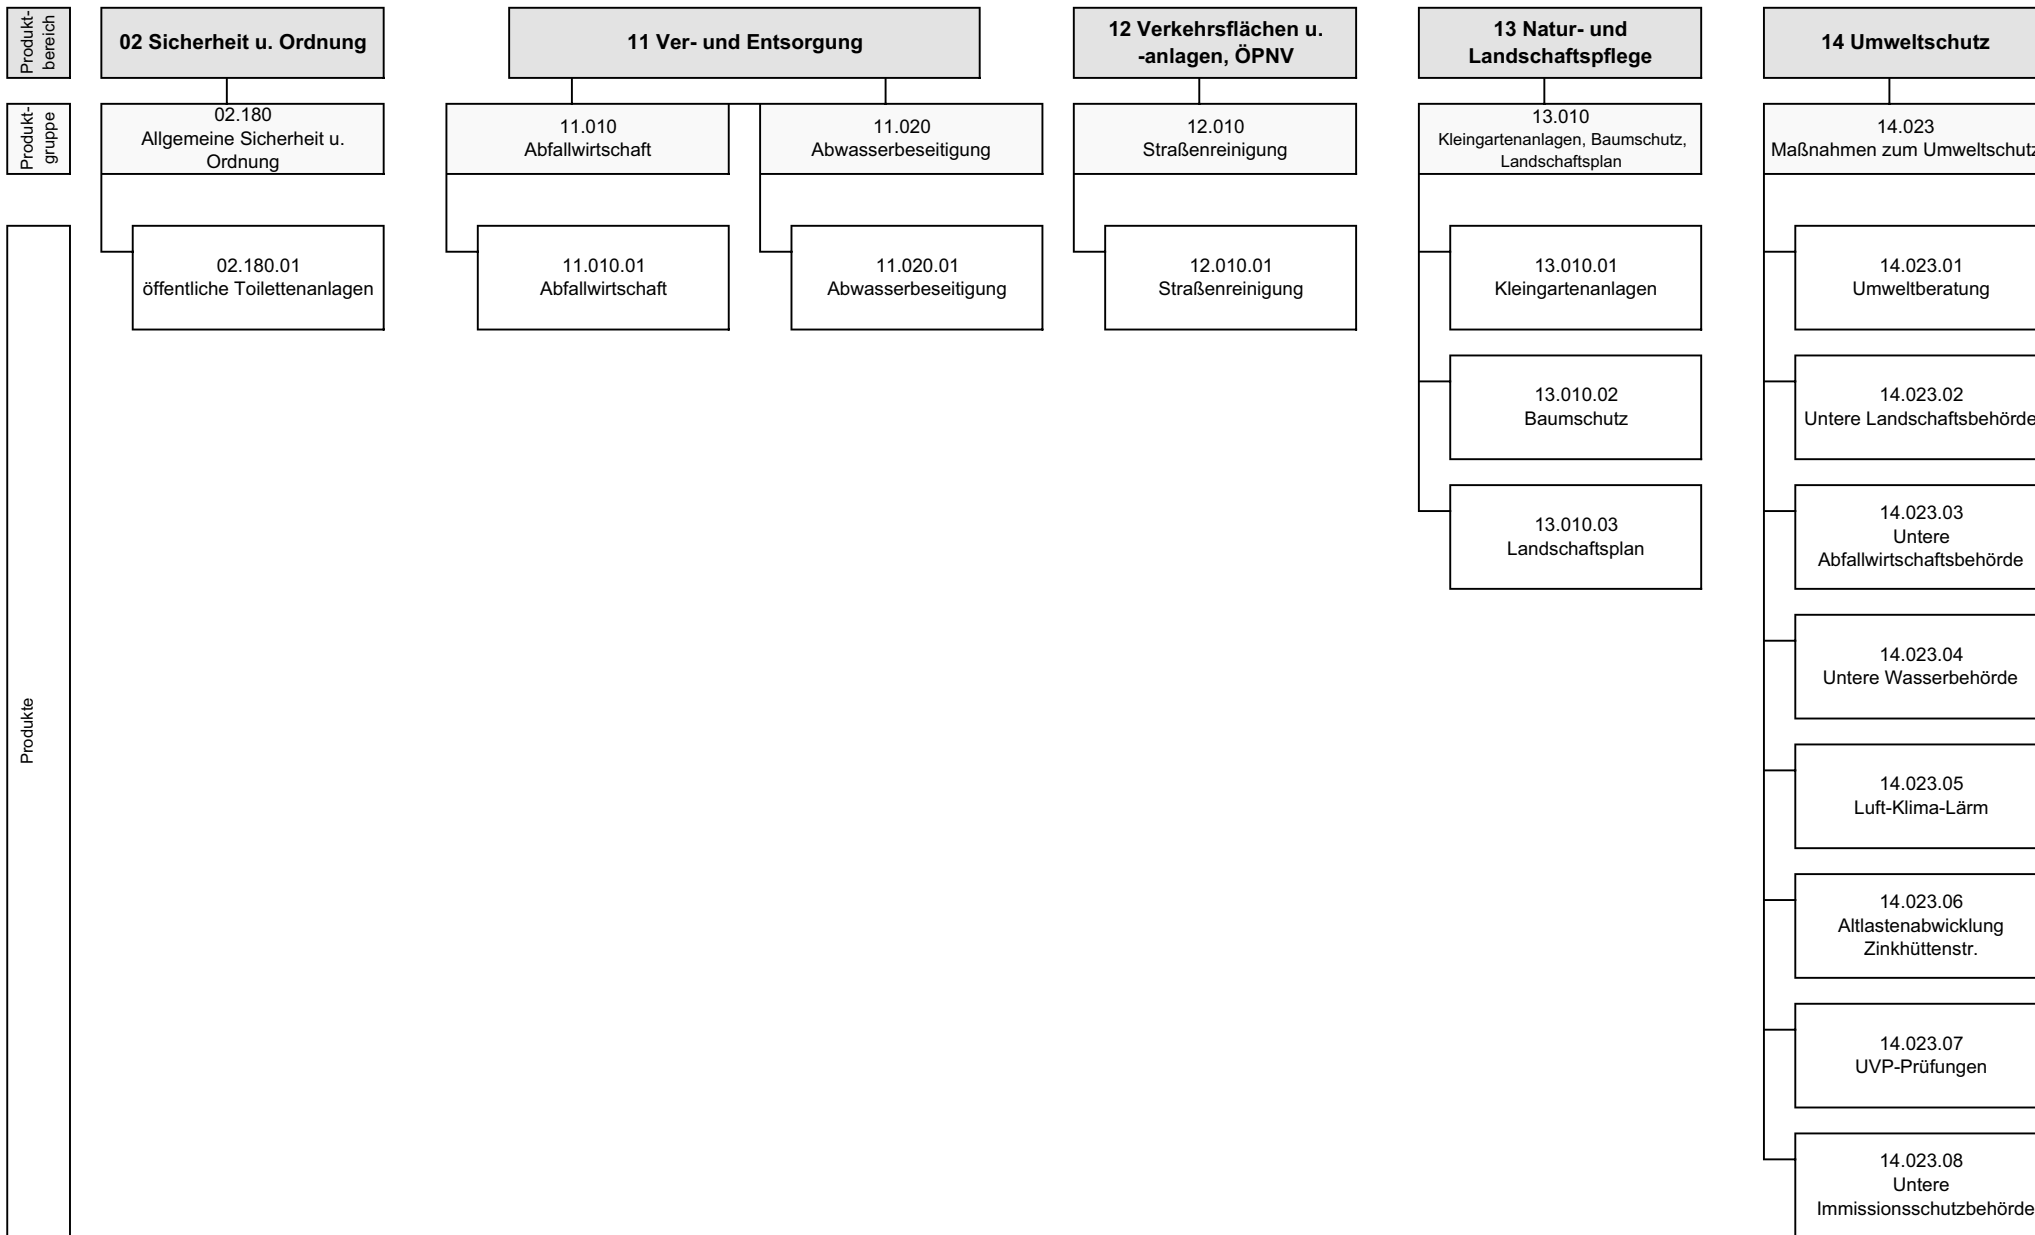 Produkt-
bereich
02 Sicherheit u. Ordnung
11 Ver- und Entsorgung
12 Verkehrsflächen u.
-anlagen, ÖPNV
13 Natur- und
Landschaftspflege
14 Umweltschutz
Produkt-
gruppe
02.180
Allgemeine Sicherheit u.
Ordnung
11.010
Abfallwirtschaft
11.020
Abwasserbeseitigung
12.010
Straßenreinigung
13.010
Kleingartenanlagen, Baumschutz,
Landschaftsplan
14.023
Maßnahmen zum Umweltschutz
Produkte
02.180.01
öffentliche Toilettenanlagen
11.010.01
Abfallwirtschaft
11.020.01
Abwasserbeseitigung
12.010.01
Straßenreinigung
13.010.01
Kleingartenanlagen
13.010.02
Baumschutz
13.010.03
Landschaftsplan
14.023.01
Umweltberatung
14.023.02
Untere Landschaftsbehörde
14.023.03
Untere
Abfallwirtschaftsbehörde
14.023.04
Untere Wasserbehörde
14.023.05
Luft-Klima-Lärm
14.023.06
Altlastenabwicklung
Zinkhüttenstr.
14.023.07
UVP-Prüfungen
14.023.08
Untere
Immissionsschutzbehörde